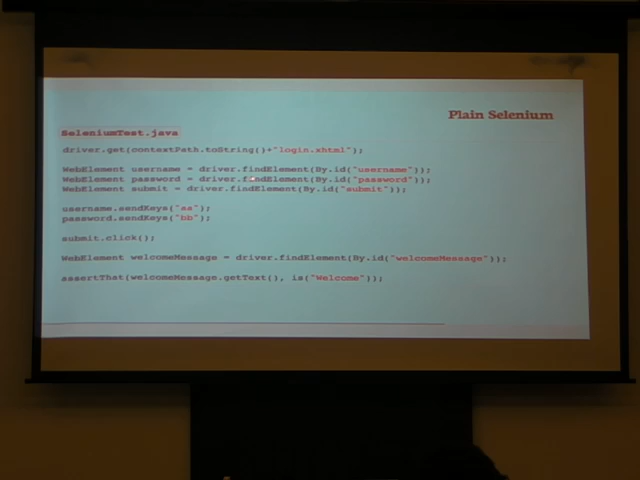 Plain Selenium
SeleniumTest.java
driver.get(contextPath.toString()+"login.xhtml");
WebElement username = driver.findElement(By.id("username"));
WebElement password = driver.findElement(By.id("password"));
WebElement submit = driver.findElement(By.id("submit"));
username.sendKeys("aa");
password.sendKeys("bb");
submit.click();
WebElement welcomeMessage = driver.findElement(By.id("welcomeMessage"));
assertThat(welcomeMessage.getText(), is("Welcome"));